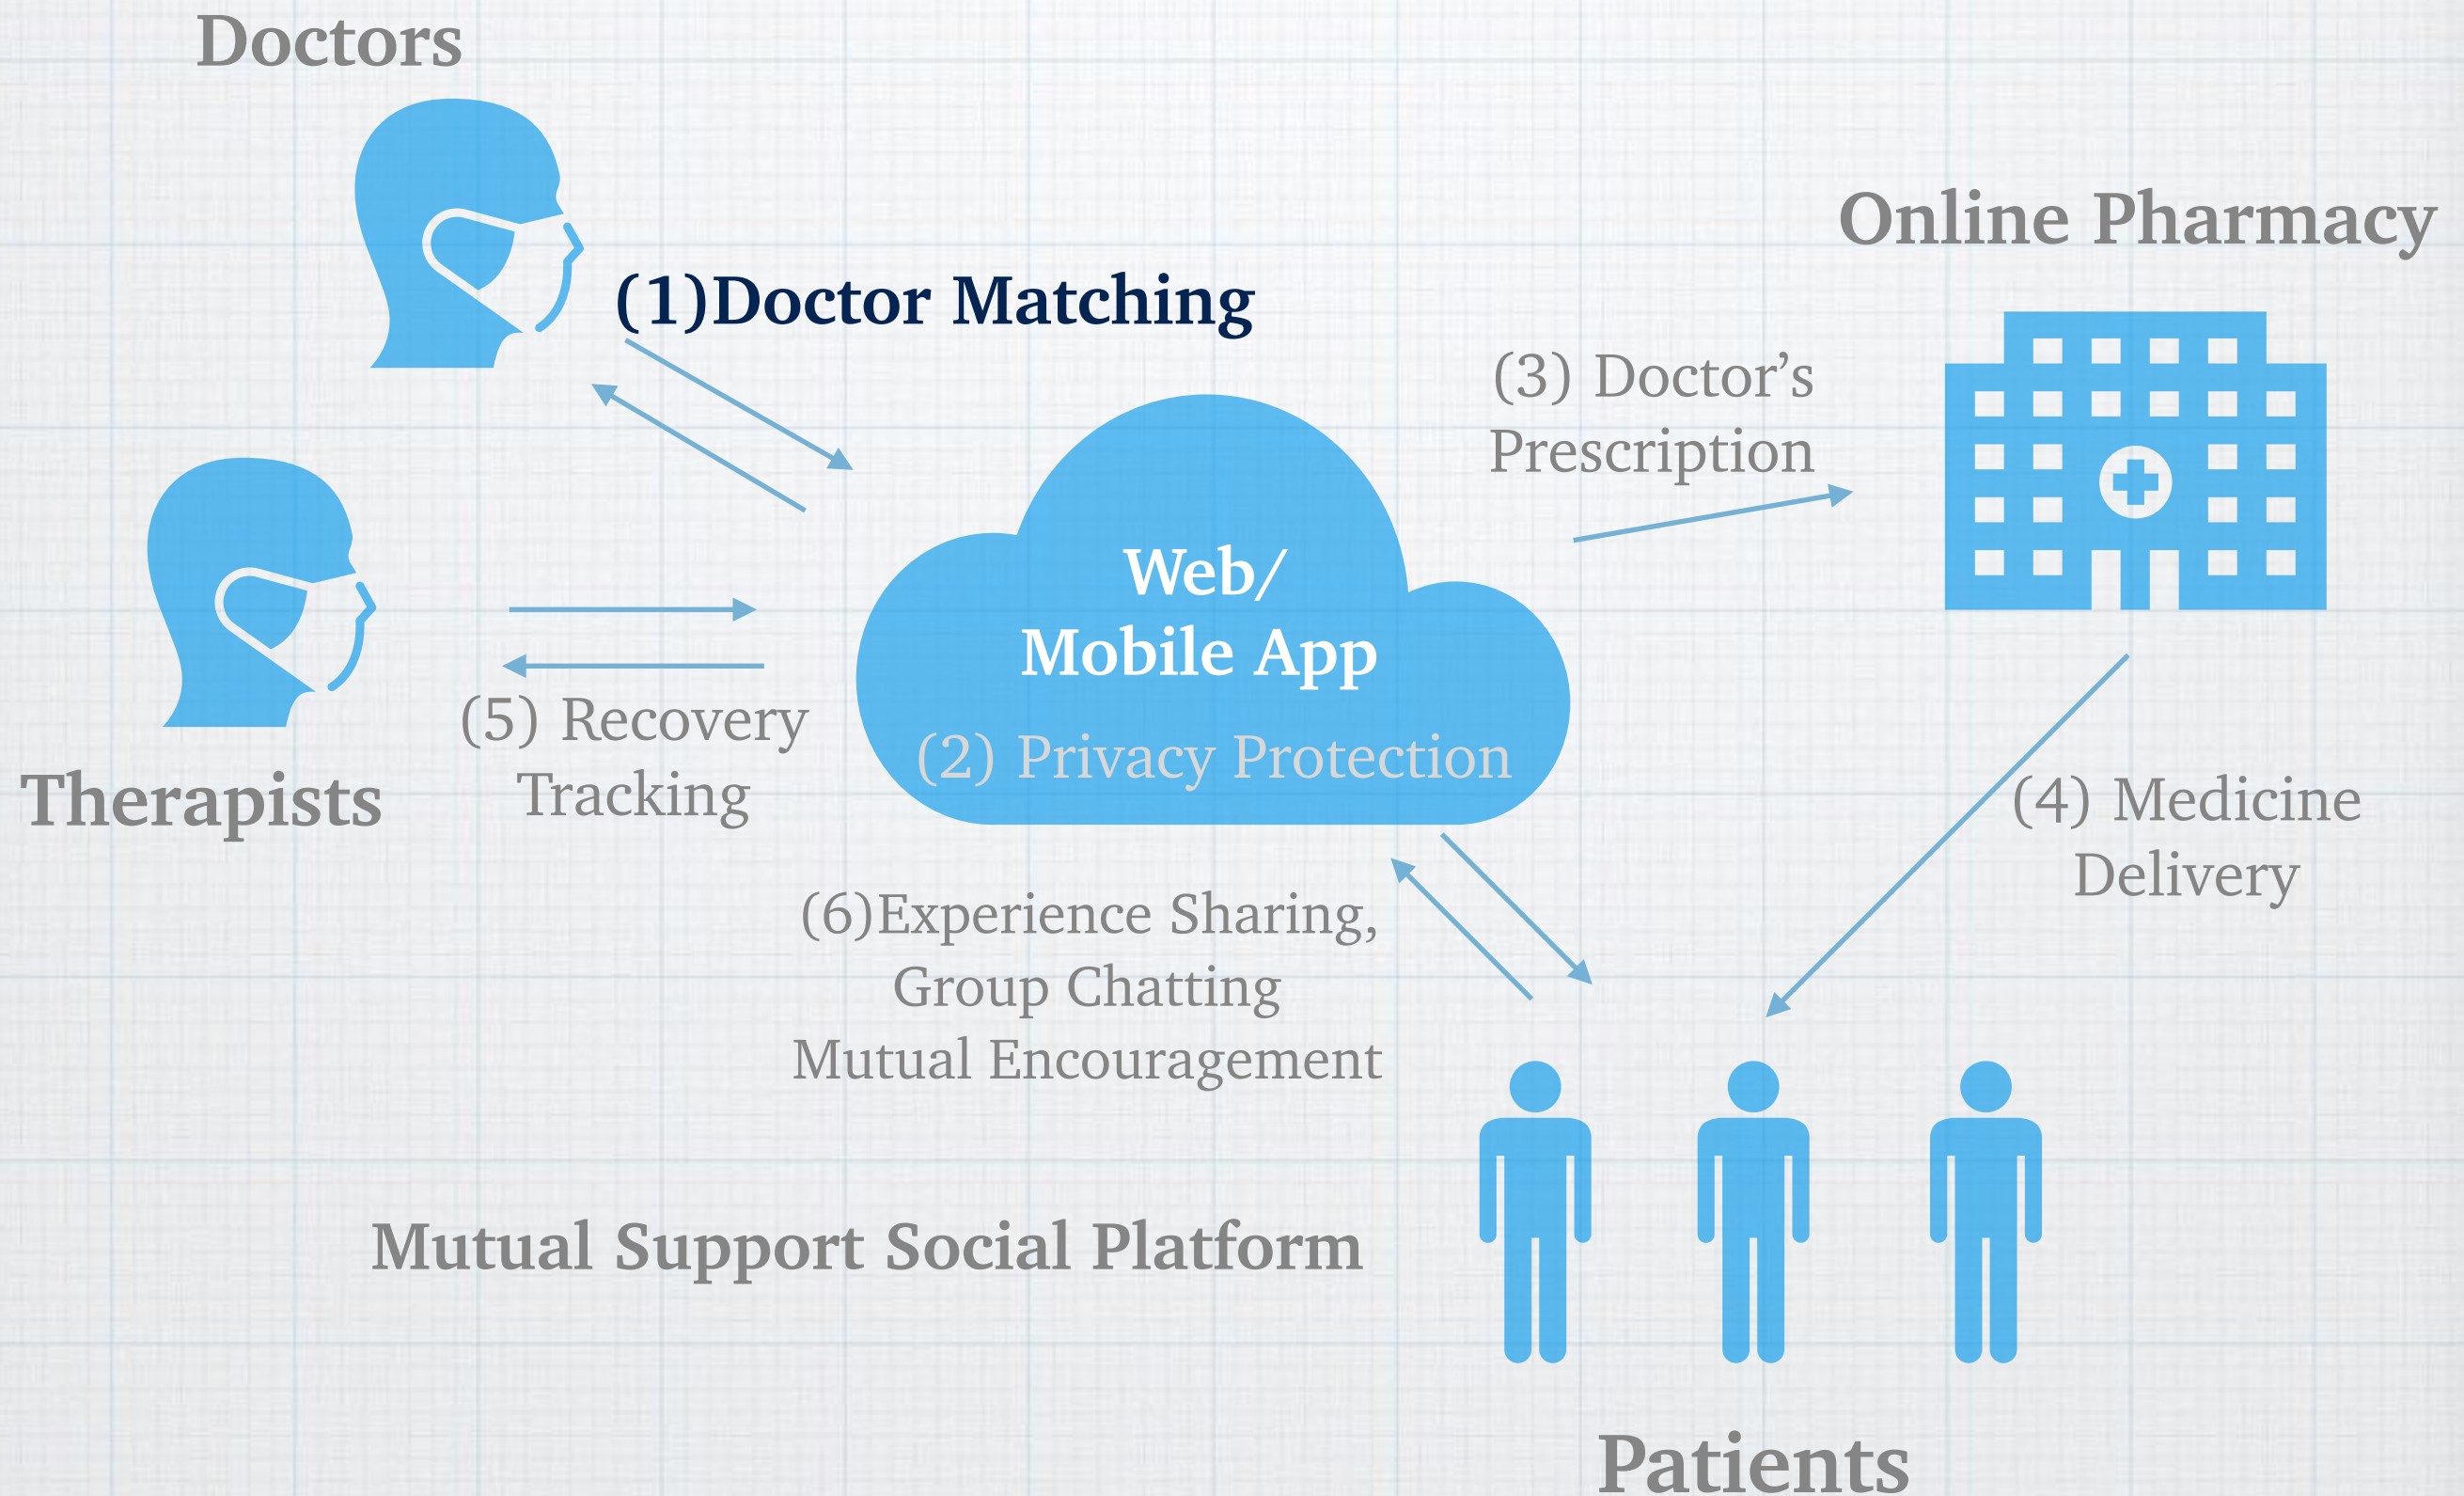 Doctors
Online Pharmacy
(1)Doctor Matching
(3) Doctor’s
Prescription
Web/
Mobile App
(2) Privacy Protection
(5) Recovery
Tracking
Therapists
(4) Medicine
Delivery
(6)Experience Sharing,
Group Chatting
Mutual Encouragement
Mutual Support Social Platform
Patients